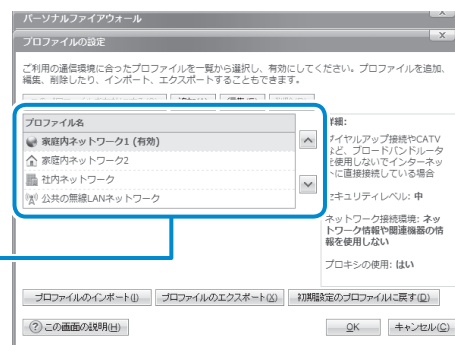 パーソナルファイアウォール
プロファイルの設定
ご利用の通信環境に合ったプロファイルを一覧から選択し、有効にしてください。プロファイルを追加、
編集、削除したり、インポート、エクスポートすることもできます。
プロファイル名
家庭内ネットワーク1 (有効)
家庭内ネットワーク2
社内ネットワーク
公共の無線LANネットワーク
詳細:
ダイヤルアップ接続やCATV
など、ブロードバンドルータ
を使用しないでインターネッ
トに直接接続している場合
セキュリティレベル: 中
ネットワーク接続環境: ネッ
トワーク情報や関連機器の情
報を使用しない
プロキシの使用: はい
プロファイルのインポート(I) プロファイルのエクスポート(X) 初期設定のプロファイルに戻す(D)
この画面の説明(H) OK キャンセル(C)